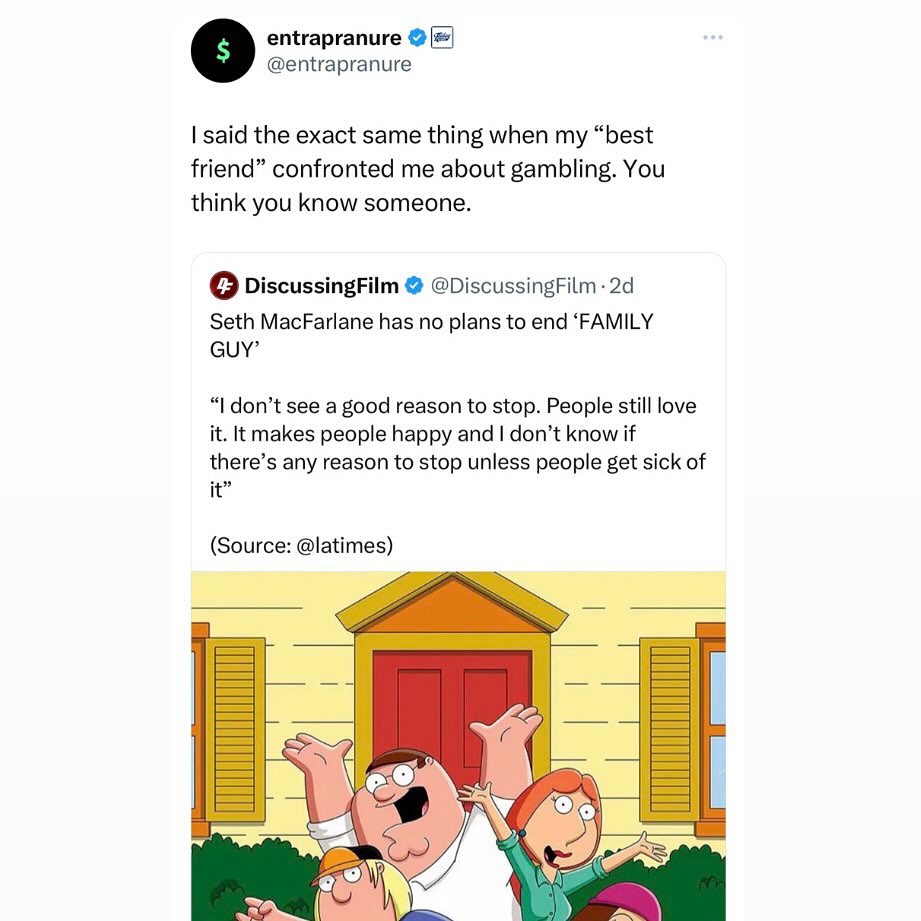 entrapranure
@entrapranure
I said the exact same thing when my “best
friend” confronted me about gambling. You
think you know someone.
DiscussingFilm @DiscussingFilm · 2d
Seth MacFarlane has no plans to end ‘FAMILY
GUY’
“I don’t see a good reason to stop. People still love
it. It makes people happy and I don’t know if
there’s any reason to stop unless people get sick of
it”
(Source: @latimes)